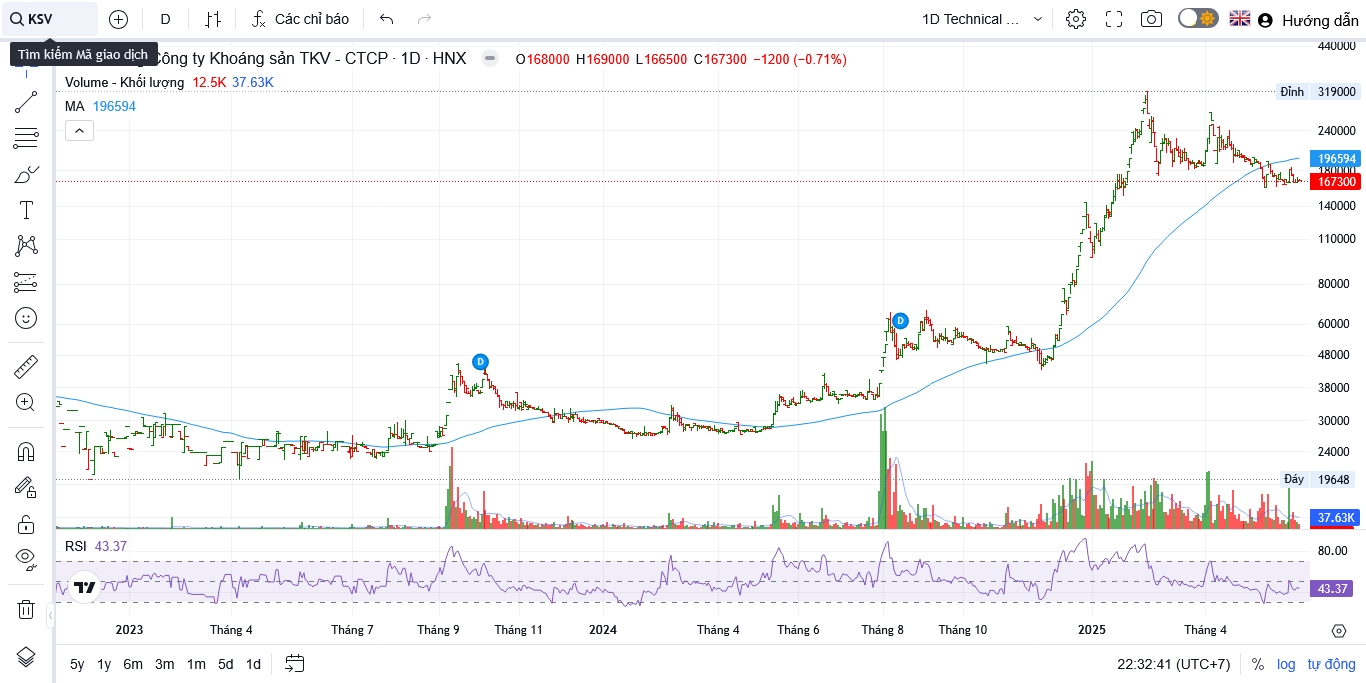 KSV
D
Các chỉ báo
1D Technical ...
Hướng dẫn
Tìm kiếm Mã giao dịch
Công ty Khoáng sản TKV - CTCP · 1D · HNX
O168000 H169000 L166500 C167300 −1200 (−0.71%)
Volume - Khối lượng 12.5K 37.63K
MA 196594
440000
Đỉnh 319000
240000
196594
180000
167300
140000
110000
80000
D
60000
D
48000
38000
30000
24000
Đáy 19648
37.63K
RSI 43.37
80.00
43.37
2023 Tháng 4 Tháng 7 Tháng 9 Tháng 11 2024 Tháng 4 Tháng 6 Tháng 8 Tháng 10 2025 Tháng 4
5y 1y 6m 3m 1m 5d 1d
22:32:41 (UTC+7) % log tự động